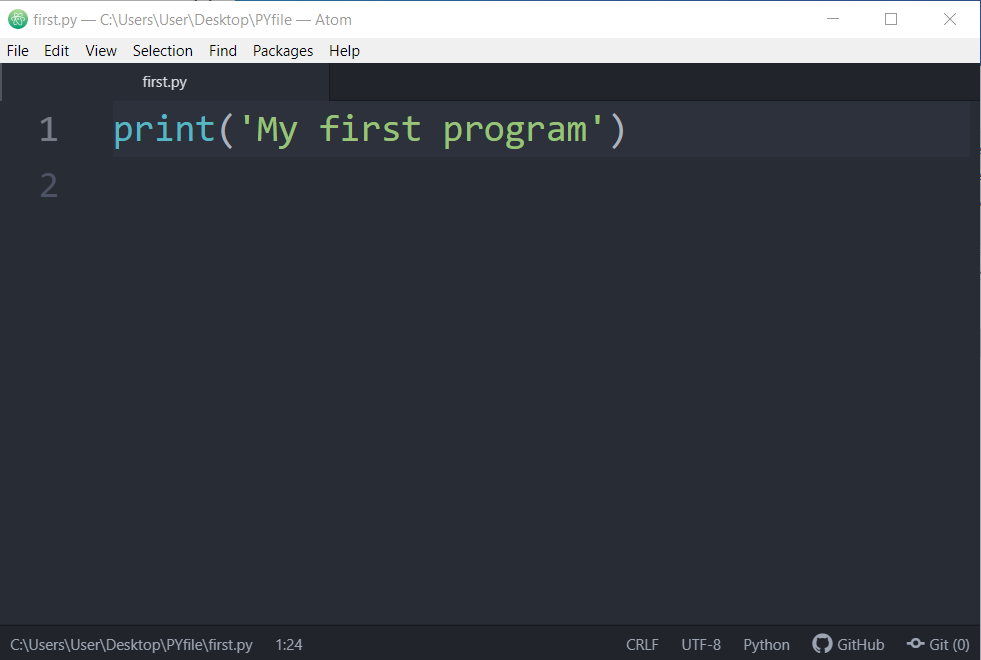 first.py — C:\Users\User\Desktop\PYfile — Atom
File Edit View Selection Find Packages Help
first.py
1 print('My first program')
2
C:\Users\User\Desktop\PYfile\first.py 1:24 CRLF UTF-8 Python GitHub Git (0)